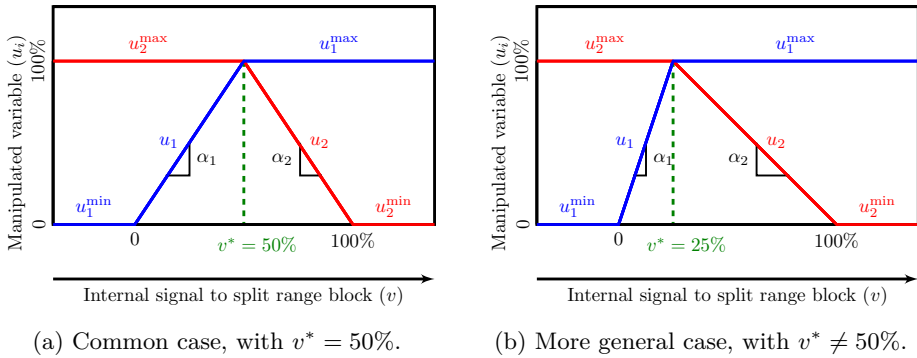 Manipulated variable (u_i)
100%
0
u_2^max
u_1^max
u_1
α_1
α_2
u_2
u_1^min
u_2^min
0
v* = 50%
100%
Internal signal to split range block (v)
(a) Common case, with v* = 50%.
Manipulated variable (u_i)
100%
0
u_2^max
u_1^max
u_1
α_1
α_2
u_2
u_1^min
u_2^min
0
v* = 25%
100%
Internal signal to split range block (v)
(b) More general case, with v* ≠ 50%.